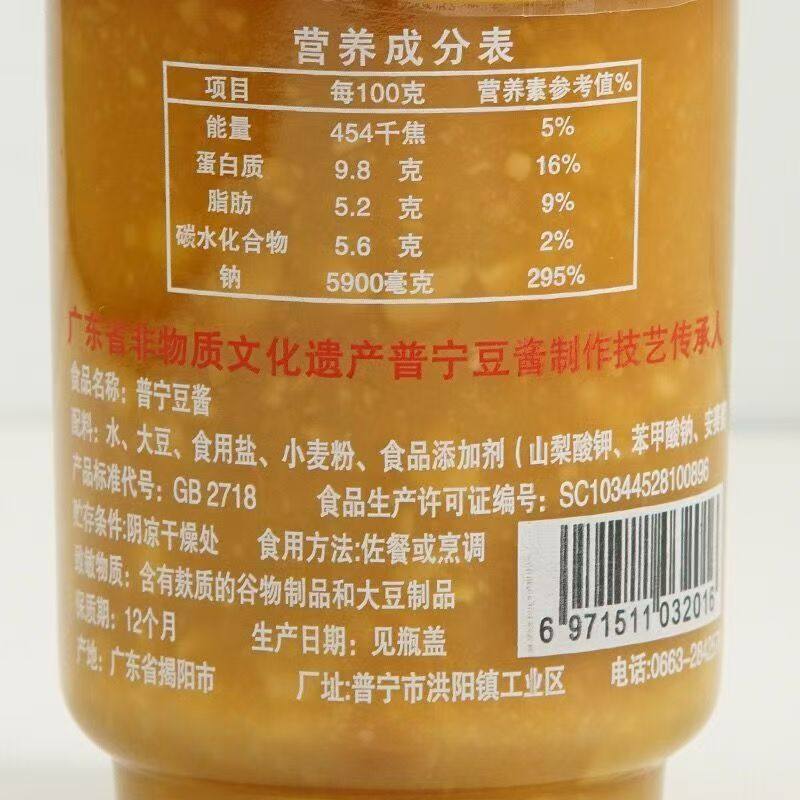 营养成分表
项目 每100克 营养素参考值%
能量 454千焦 5%
蛋白质 9.8 克 16%
脂肪 5.2 克 9%
碳水化合物 5.6 克 2%
钠 5900毫克 295%
广东省非物质文化遗产普宁豆酱制作技艺传承人
食品名称：普宁豆酱
配料：水、大豆、食用盐、小麦粉、食品添加剂（山梨酸钾、苯甲酸钠、安赛蜜
产品标准代号：GB 2718 食品生产许可证编号：SC10344528100896
贮存条件:阴凉干燥处 食用方法:佐餐或烹调
致敏物质：含有麸质的谷物制品和大豆制品
保质期：12个月 生产日期：见瓶盖
6 971511 032016
产地：广东省揭阳市 厂址:普宁市洪阳镇工业区 电话:0663-284